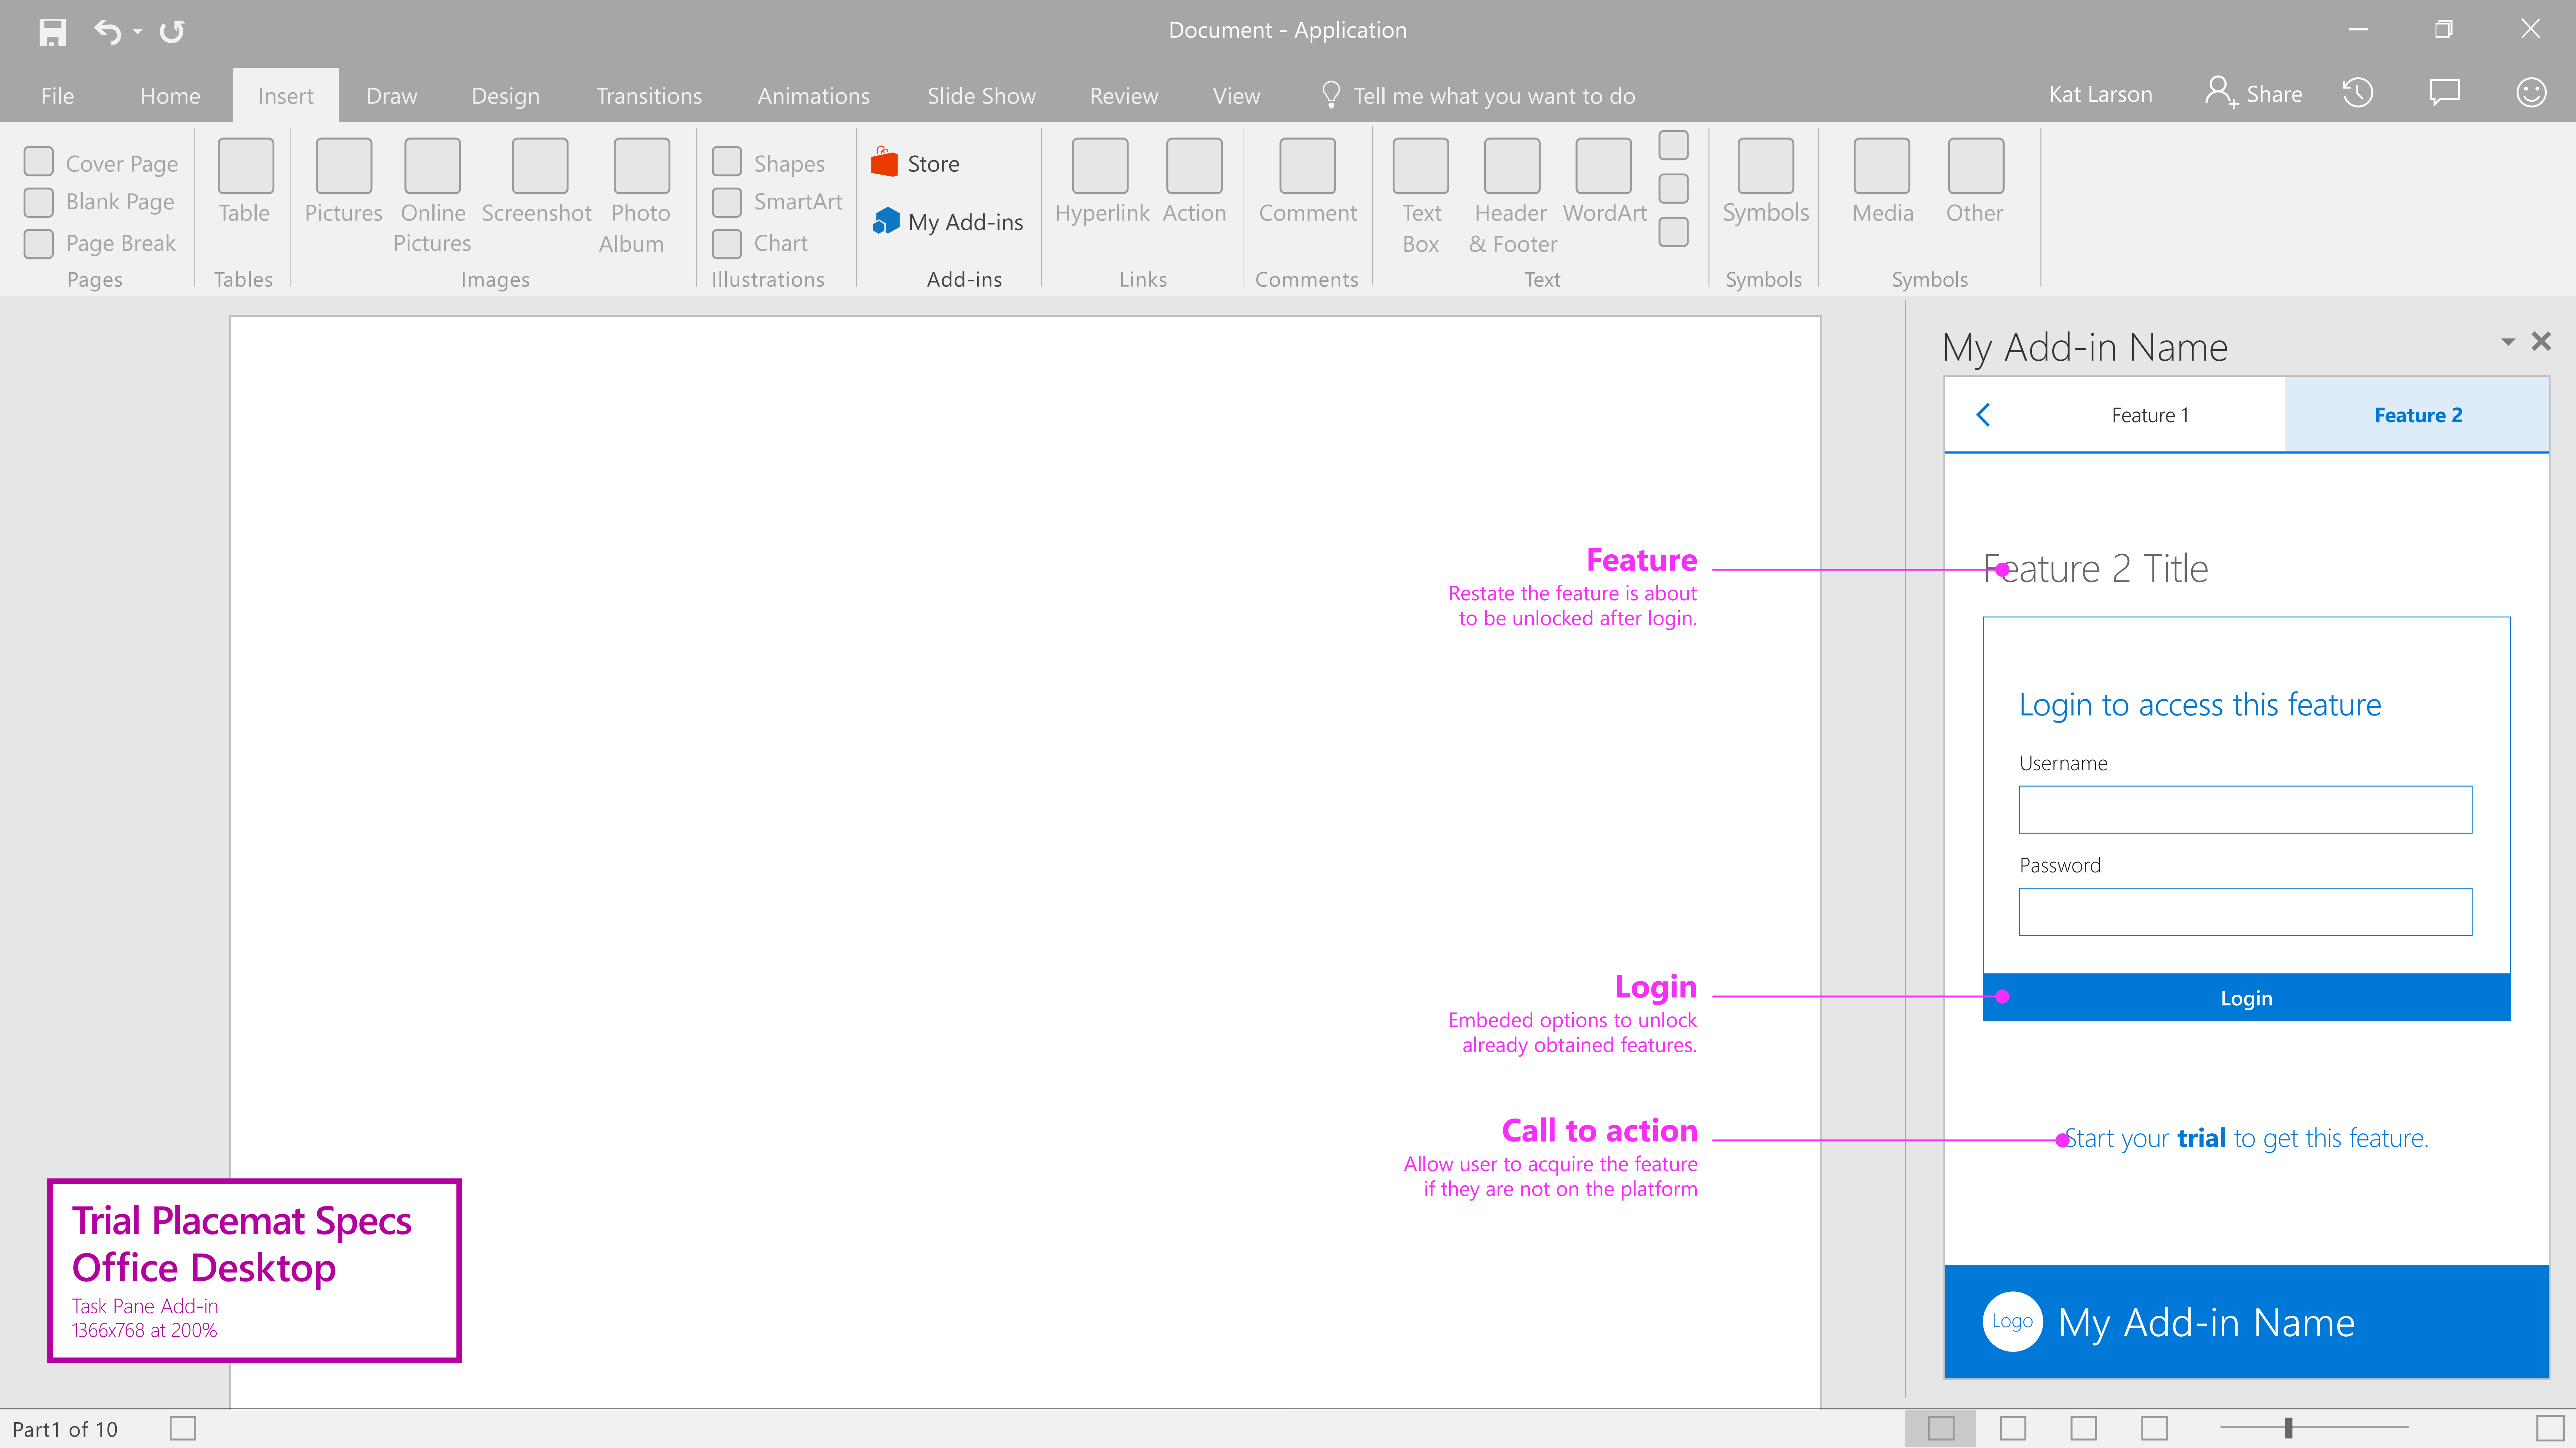 Document - Application
File
Home
Insert
Draw
Design
Transitions
Animations
Slide Show
Review
View
Tell me what you want to do
Kat Larson
Share
Cover Page
Blank Page
Page Break
Pages
Table
Tables
Pictures
Online
Pictures
Screenshot
Photo
Album
Images
Shapes
SmartArt
Chart
Illustrations
Store
My Add-ins
Add-ins
Hyperlink
Action
Links
Comment
Comments
Text
Box
Header
& Footer
WordArt
Text
Symbols
Symbols
Media
Other
Symbols
My Add-in Name
Feature 1
Feature 2
Feature
Restate the feature is about
to be unlocked after login.
Feature 2 Title
Login to access this feature
Username
Password
Login
Embeded options to unlock
already obtained features.
Login
Call to action
Allow user to acquire the feature
if they are not on the platform
Start your trial to get this feature.
Trial Placemat Specs
Office Desktop
Task Pane Add-in
1366x768 at 200%
Logo
My Add-in Name
Part1 of 10